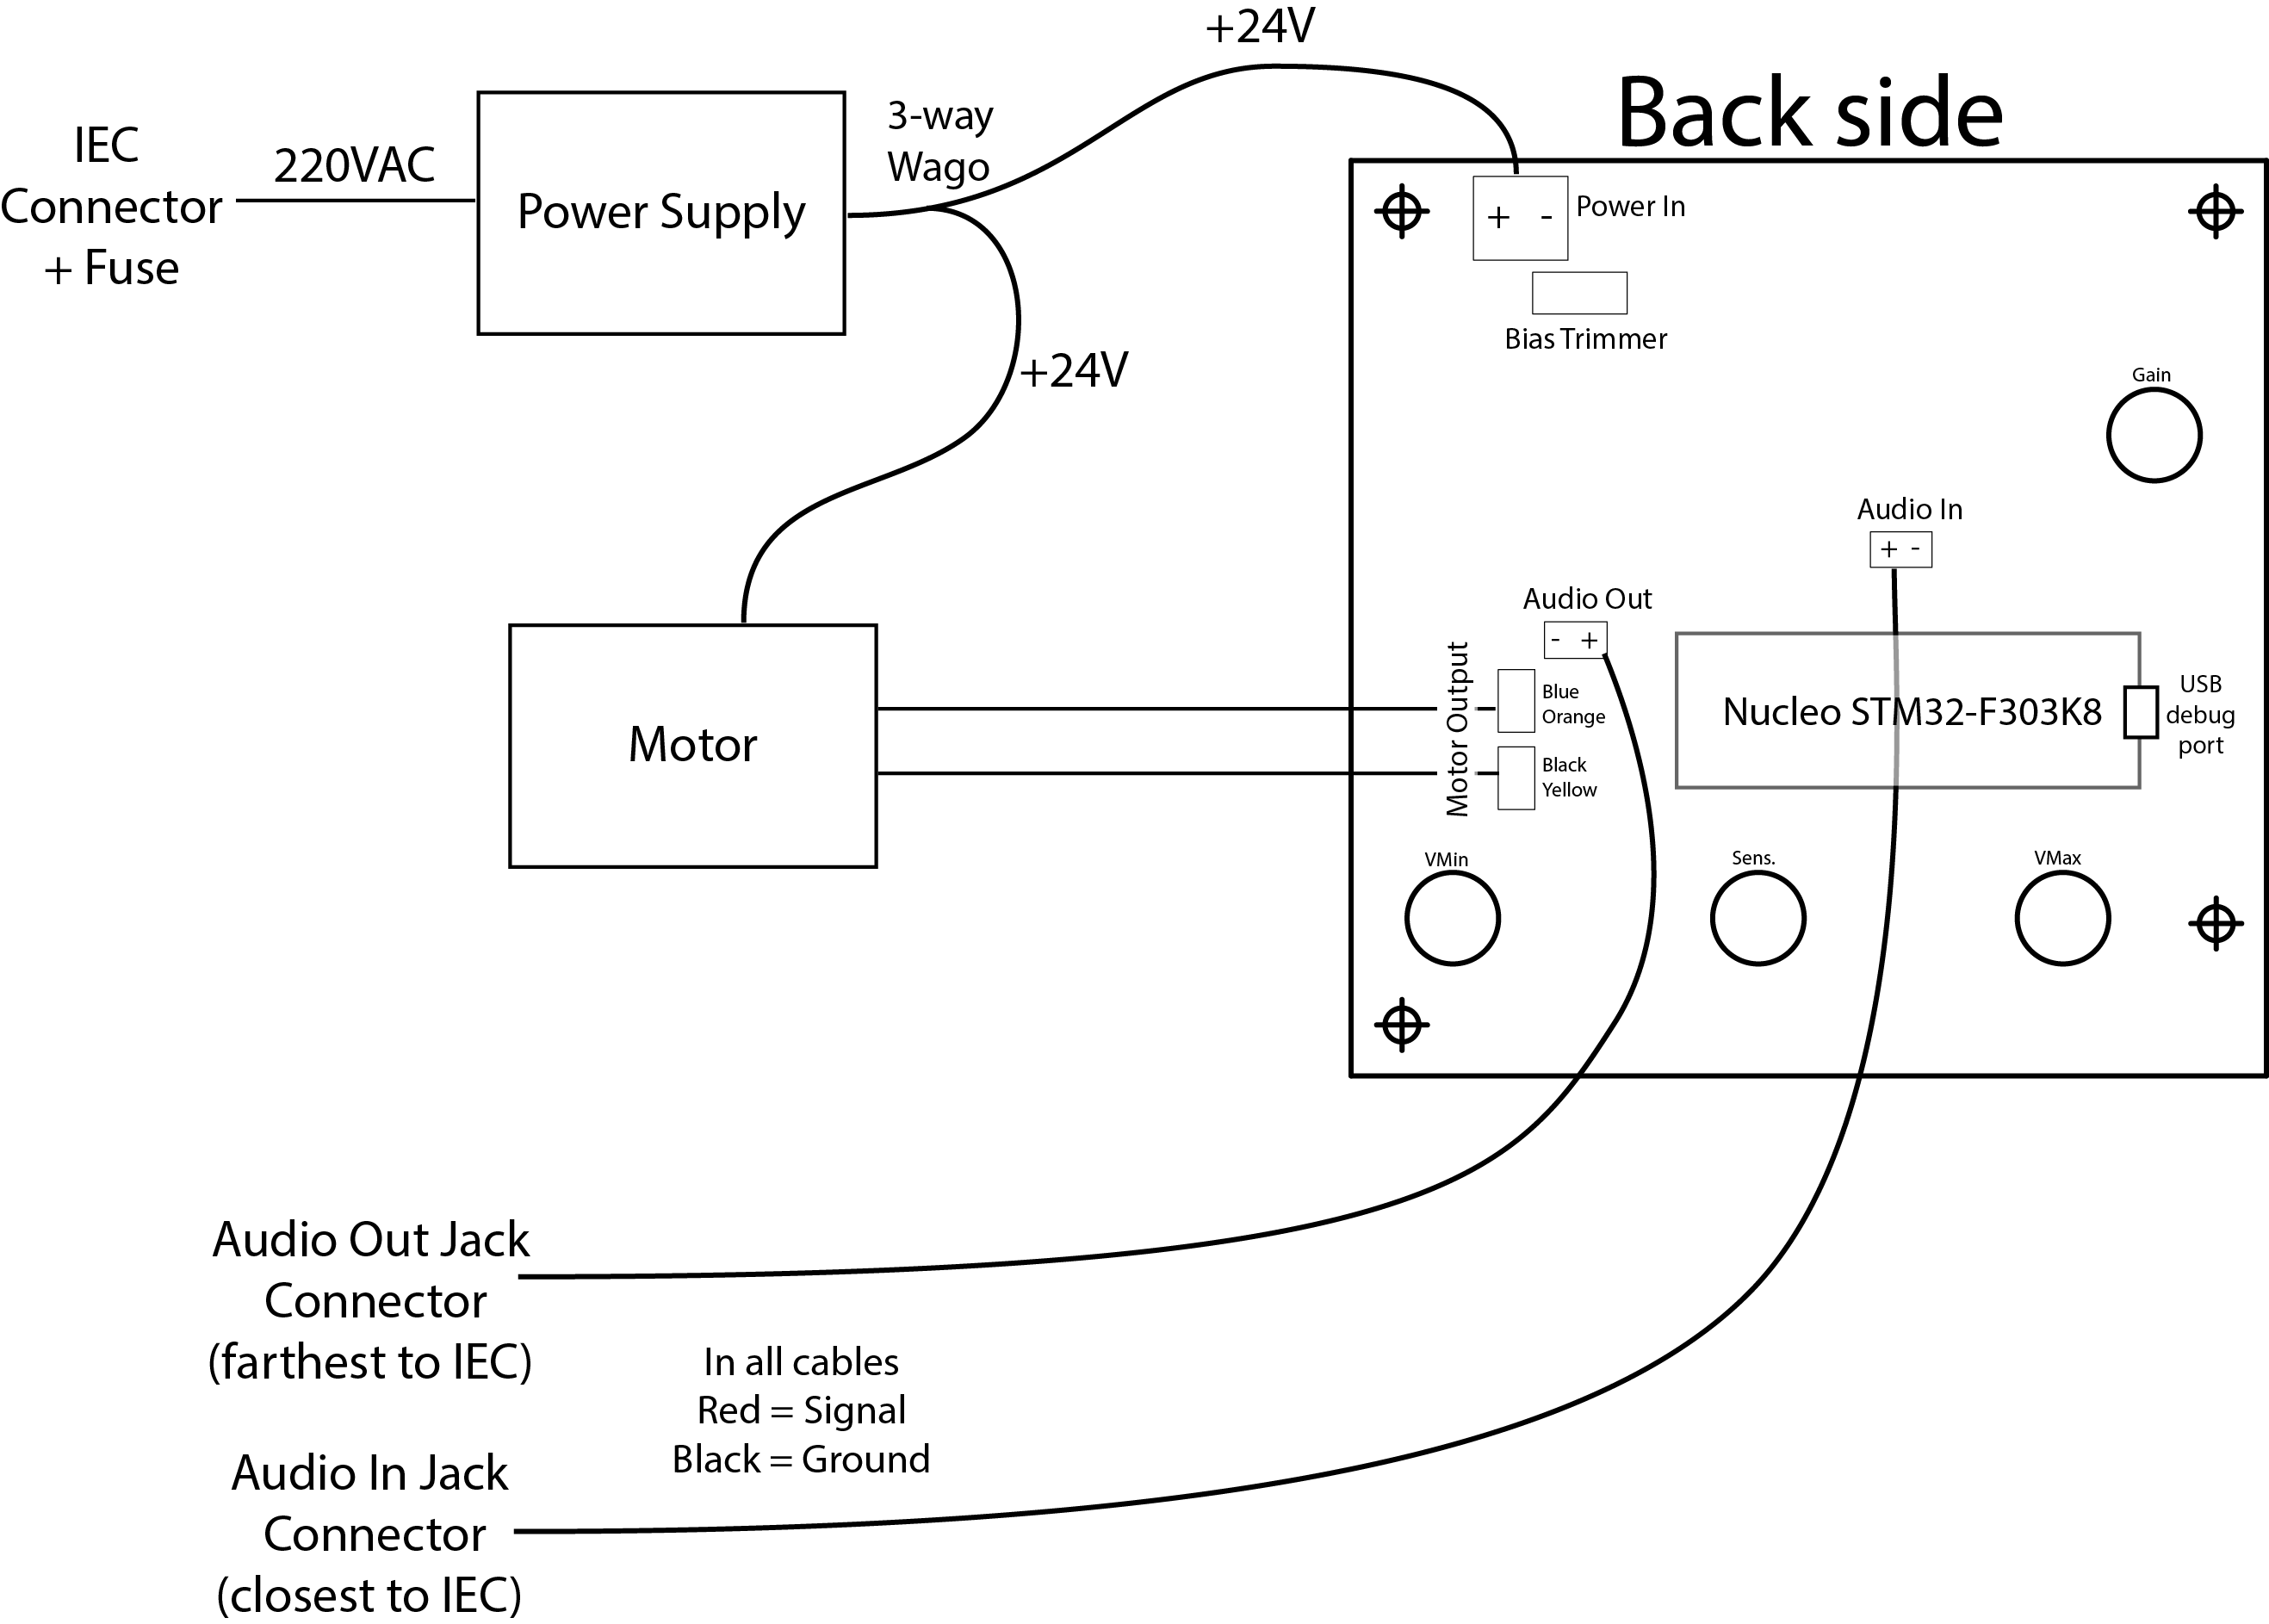 +24V
Back side
3-way
Wago
IEC
Connector
+ Fuse
220VAC
Power Supply
+ -
Power In
Bias Trimmer
+24V
Gain
Audio In
+ -
Audio Out
- +
Motor Output
Blue
Orange
Black
Yellow
Nucleo STM32-F303K8
USB
debug
port
Motor
VMin
Sens.
VMax
Audio Out Jack
Connector
(farthest to IEC)
In all cables
Red = Signal
Black = Ground
Audio In Jack
Connector
(closest to IEC)